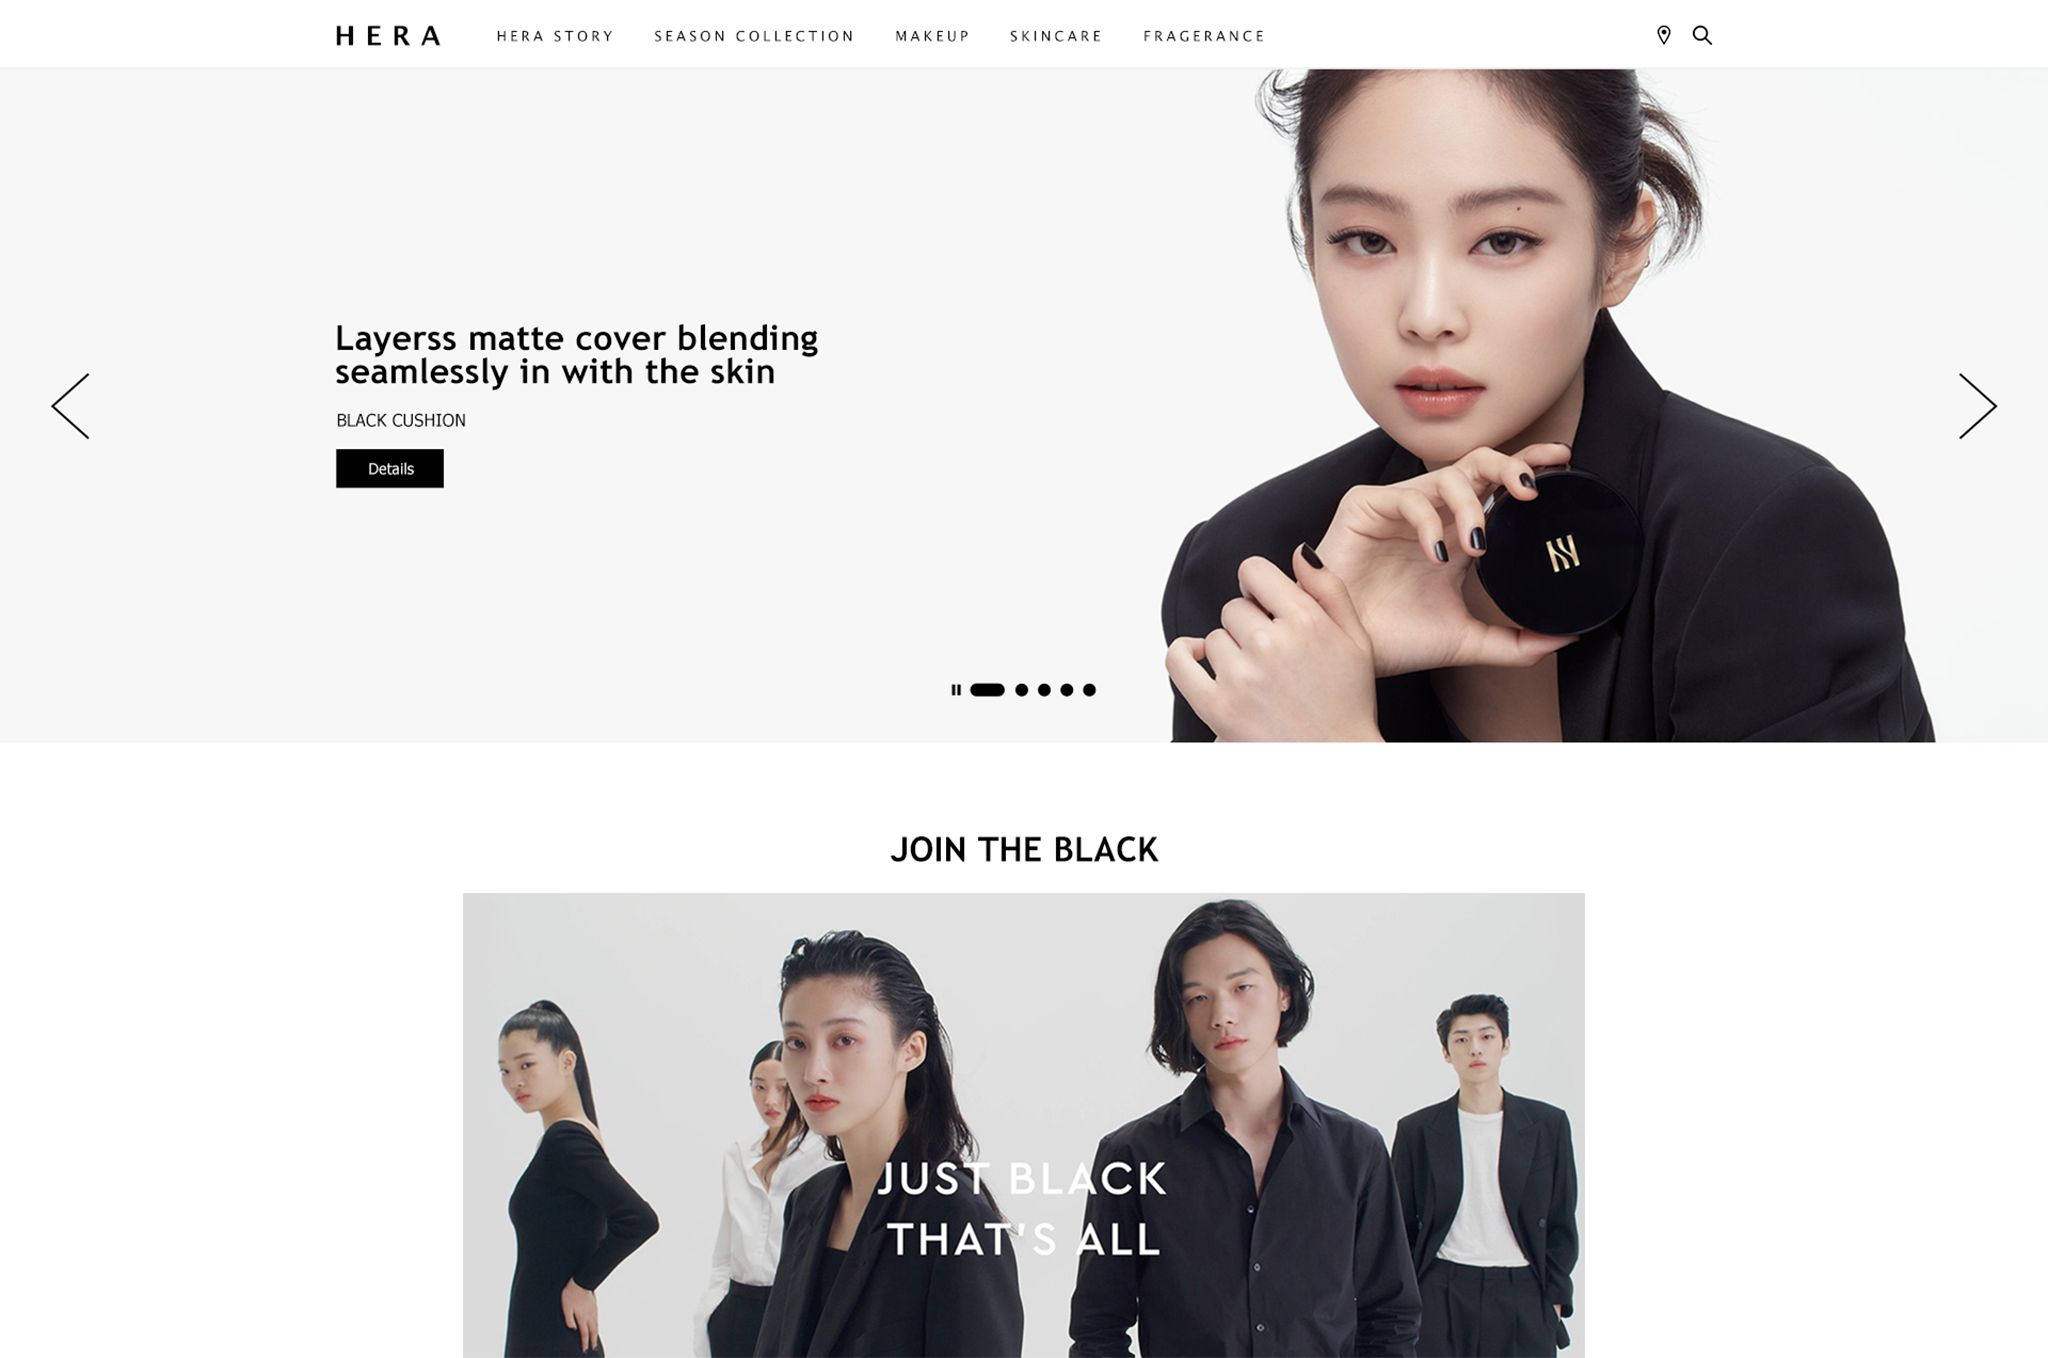 HERA
HERA STORY
SEASON COLLECTION
MAKEUP
SKINCARE
FRAGERANCE
Layerss matte cover blending
seamlessly in with the skin
BLACK CUSHION
Details
JOIN THE BLACK
JUST BLACK
THAT'S ALL